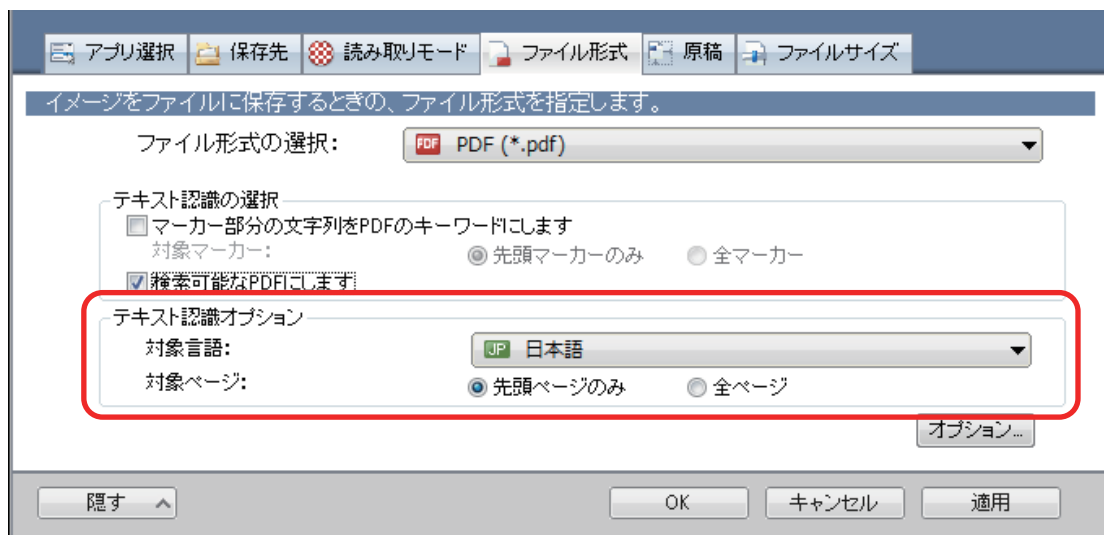 アプリ選択 保存先 読み取りモード ファイル形式 原稿 ファイルサイズ
イメージをファイルに保存するときの、ファイル形式を指定します。
ファイル形式の選択: PDF PDF (*.pdf)
テキスト認識の選択
マーカー部分の文字列をPDFのキーワードにします
対象マーカー: 先頭マーカーのみ 全マーカー
検索可能なPDFにします
テキスト認識オプション
対象言語: JP 日本語
対象ページ: 先頭ページのみ 全ページ
オプション...
隠す OK キャンセル 適用